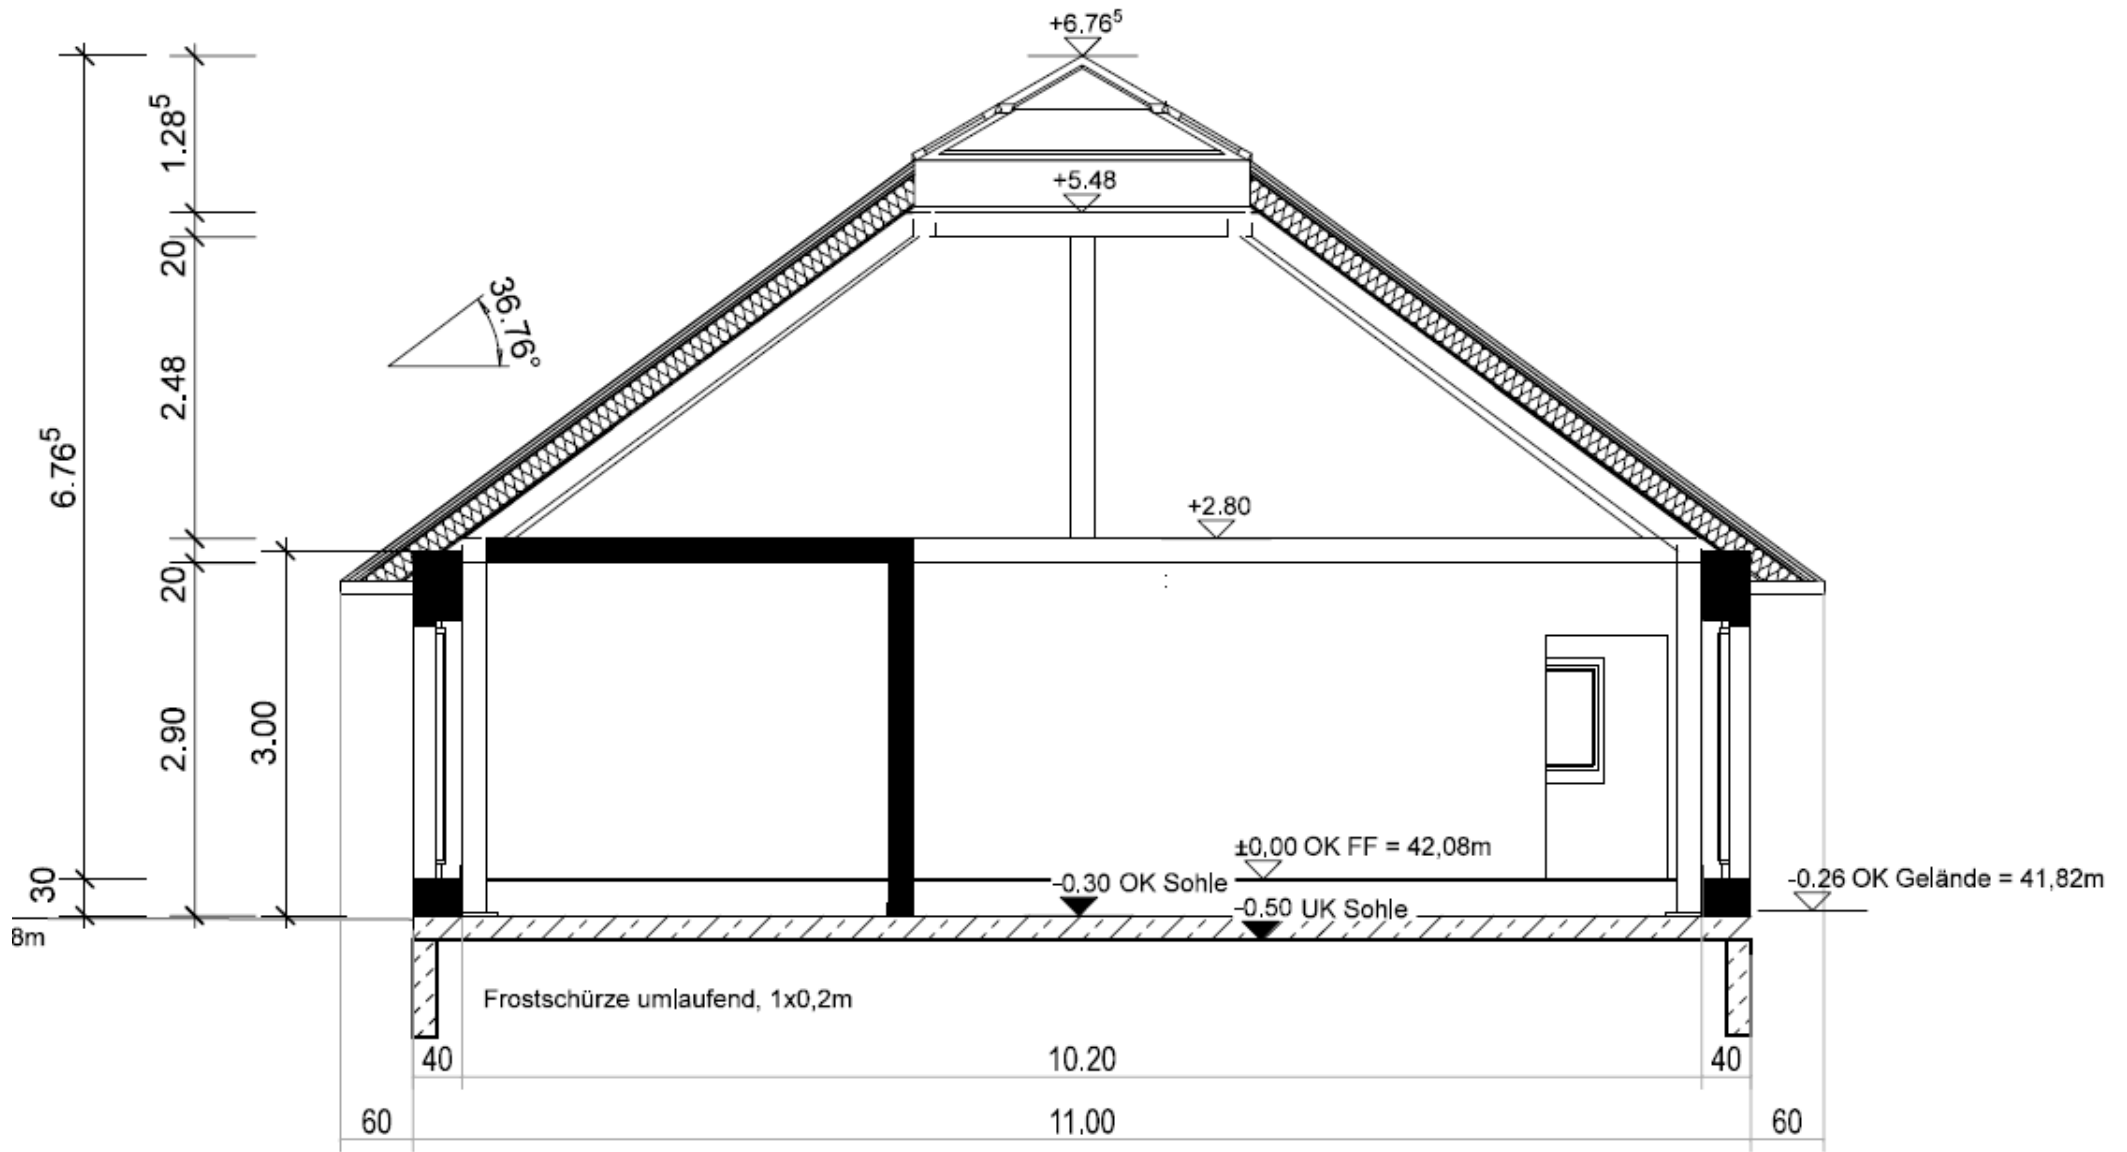 +6.76⁵
1.28⁵
+5.48
20
36.76°
2.48
6.76⁵
+2.80
20
2.90
3.00
±0,00 OK FF = 42,08m
-0.30 OK Sohle
-0.26 OK Gelände = 41,82m
30
-0.50 UK Sohle
8m
Frostschürze umlaufend, 1x0,2m
40 10.20 40
60 11.00 60